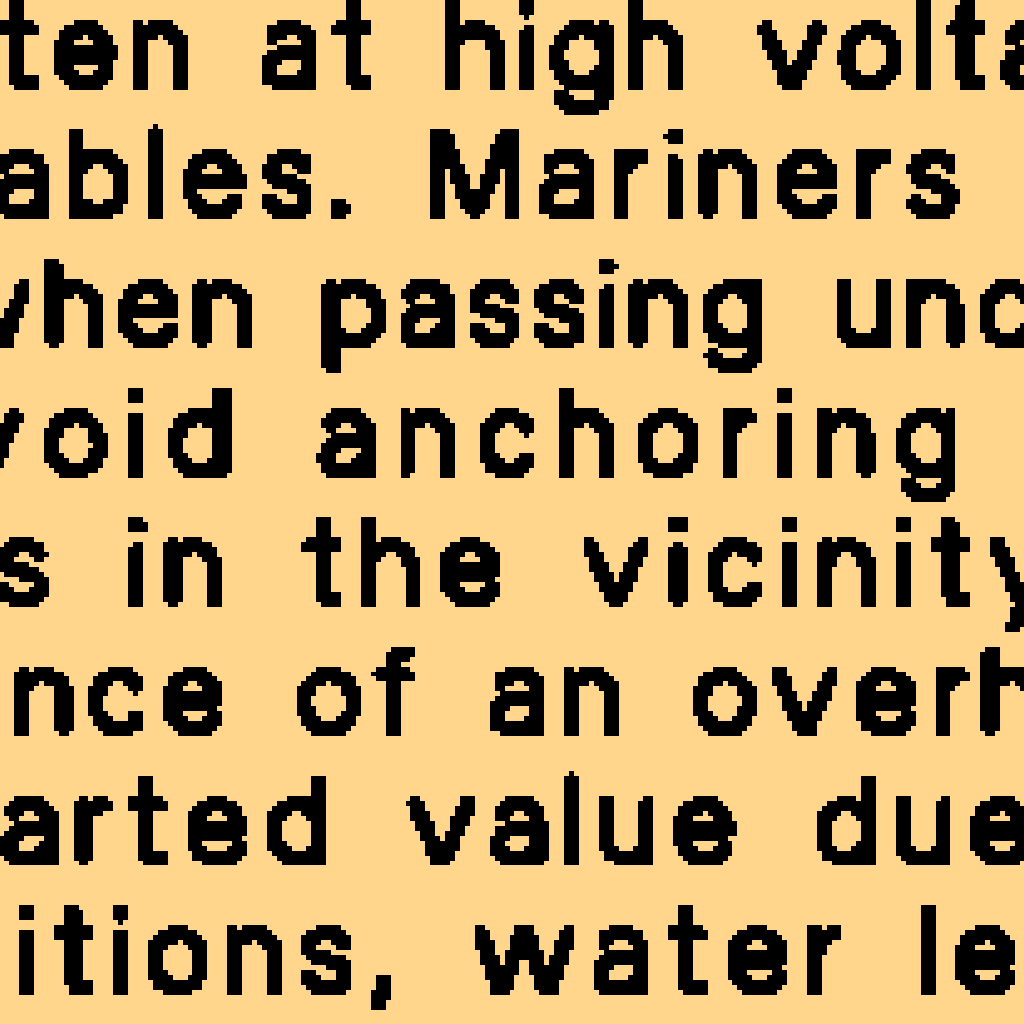 ten at high volta
ables. Mariners
when passing und
void anchoring
s in the vicinity
nce of an overh
arted value due
itions, water le